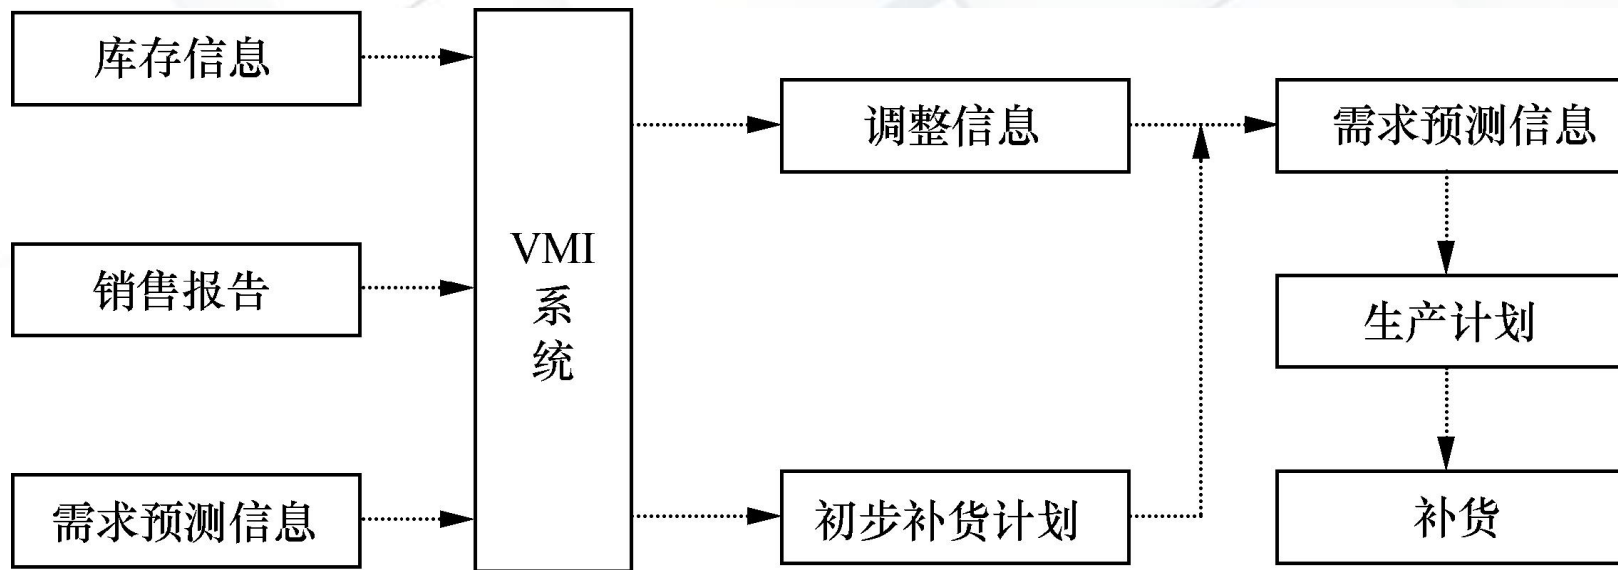 库存信息
销售报告
需求预测信息
VMI
系
统
调整信息
初步补货计划
需求预测信息
生产计划
补货